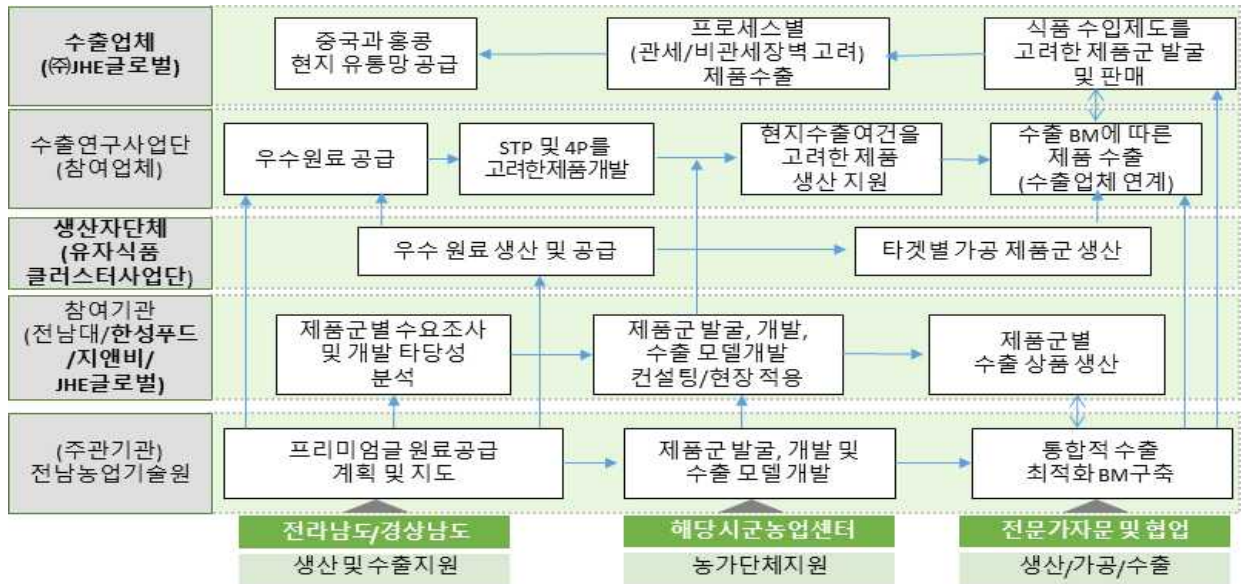 수출업체
(㈜JHE글로벌)
중국과 홍콩
현지 유통망 공급
프로세스별
(관세/비관세장벽 고려)
제품수출
식품 수입제도를
고려한 제품군 발굴
및 판매
수출연구사업단
(참여업체)
우수원료 공급
STP 및 4P를
고려한제품개발
현지수출여건을
고려한 제품
생산 지원
수출 BM에 따른
제품 수출
(수출업체 연계)
생산자단체
(유자식품
클러스터사업단)
우수 원료 생산 및 공급
타겟별 가공 제품군 생산
참여기관
(전남대/한성푸드
/지앤비/
JHE글로벌)
제품군별 수요조사
및 개발 타당성
분석
제품군 발굴, 개발,
수출 모델개발
컨설팅/현장 적용
제품군별
수출 상품 생산
(주관기관)
전남농업기술원
프리미엄글 원료공급
계획 및 지도
제품군 발굴, 개발 및
수출 모델 개발
통합적 수출
최적화 BM구축
전라남도/경상남도
생산 및 수출지원
해당시군농업센터
농가단체지원
전문가자문 및 협업
생산/가공/수출